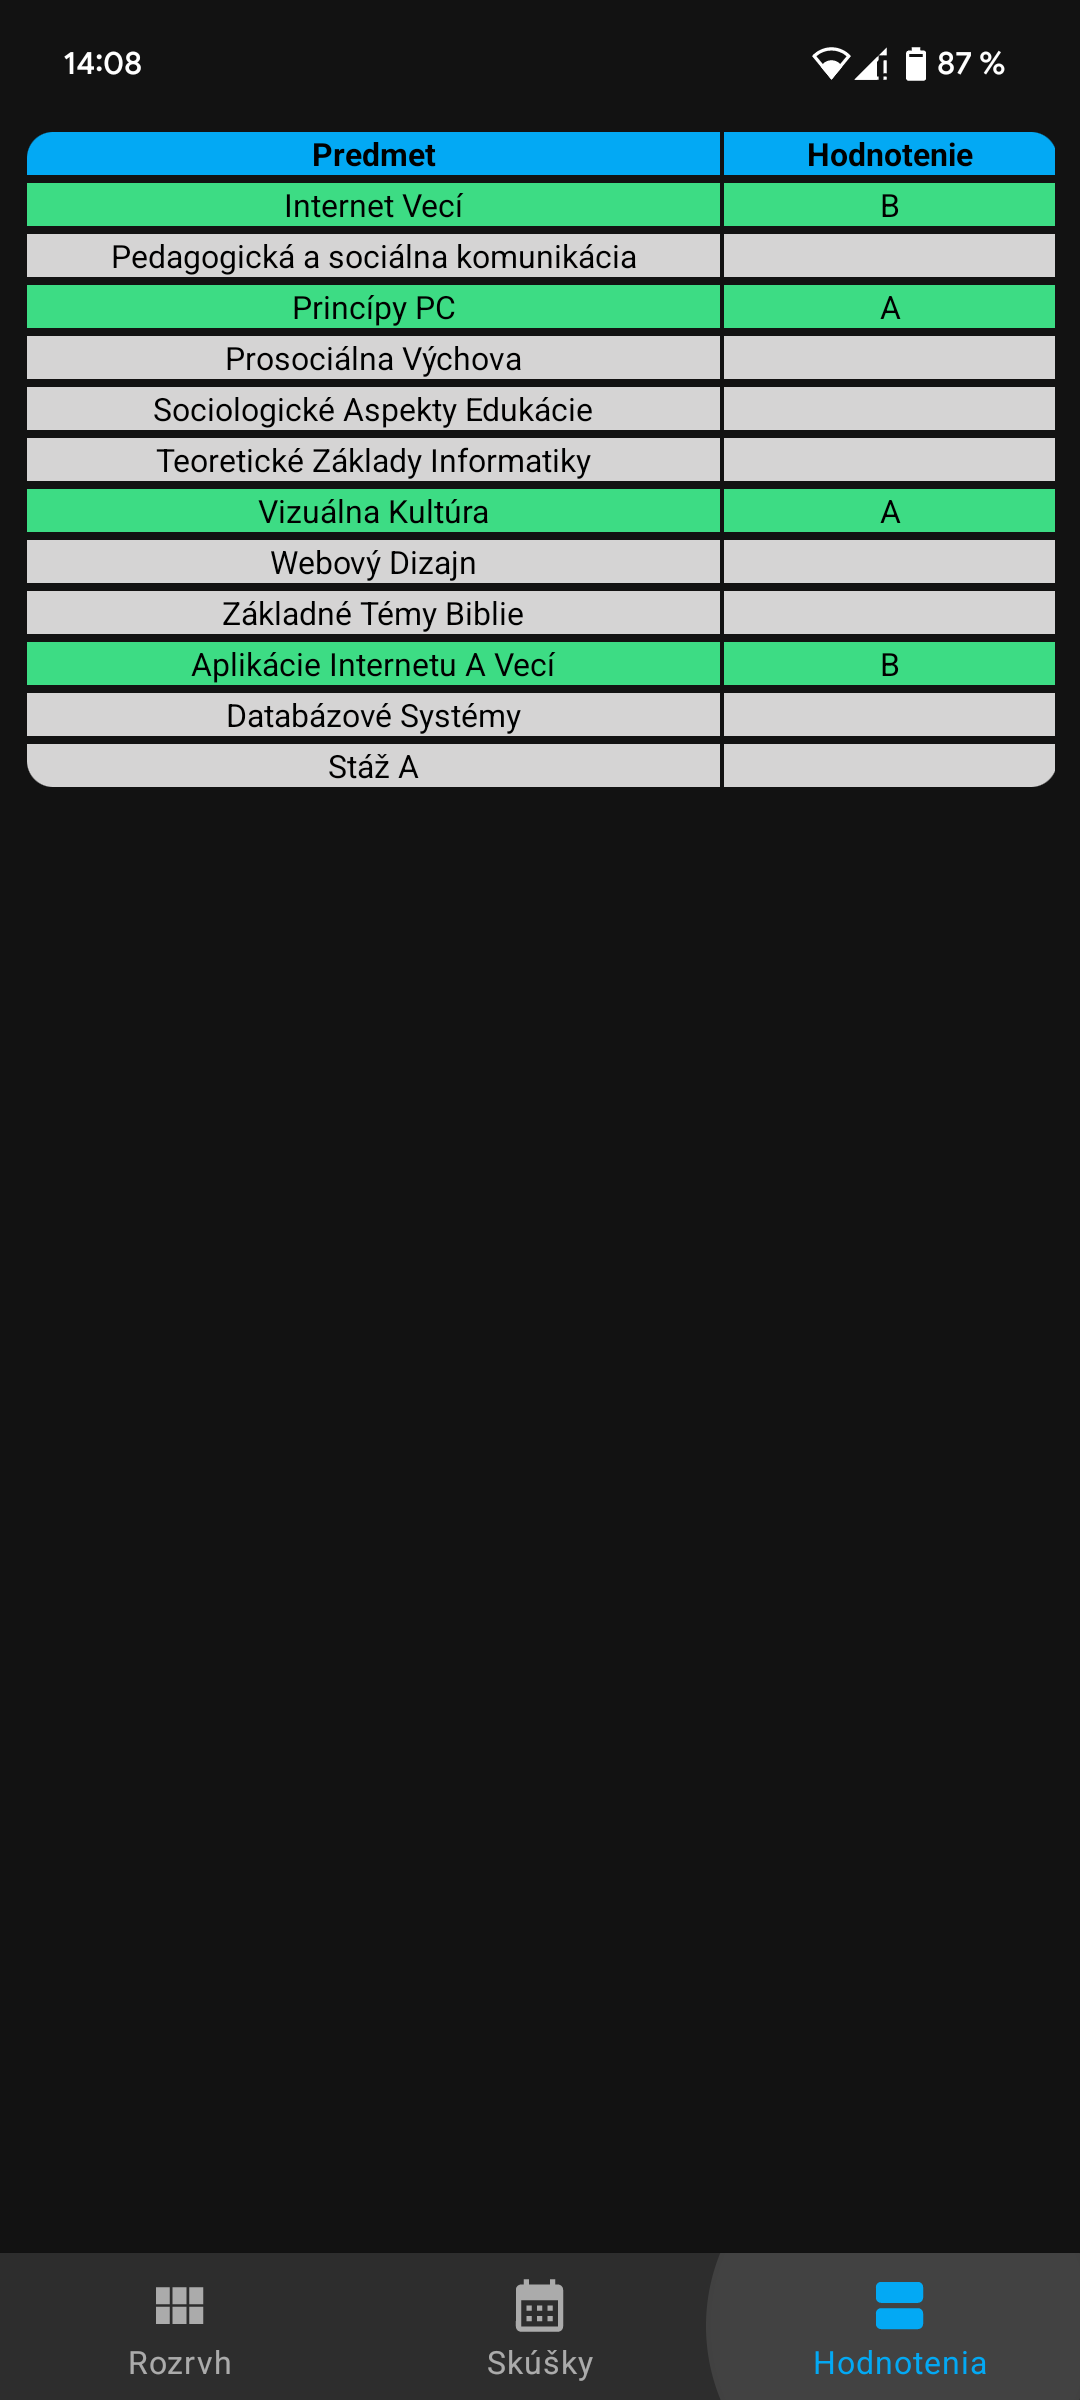 14:08 87 %
Predmet Hodnotenie
Internet Vecí B
Pedagogická a sociálna komunikácia
Princípy PC A
Prosociálna Výchova
Sociologické Aspekty Edukácie
Teoretické Základy Informatiky
Vizuálna Kultúra A
Webový Dizajn
Základné Témy Biblie
Aplikácie Internetu A Vecí B
Databázové Systémy
Stáž A
Rozrvh Skúšky Hodnotenia